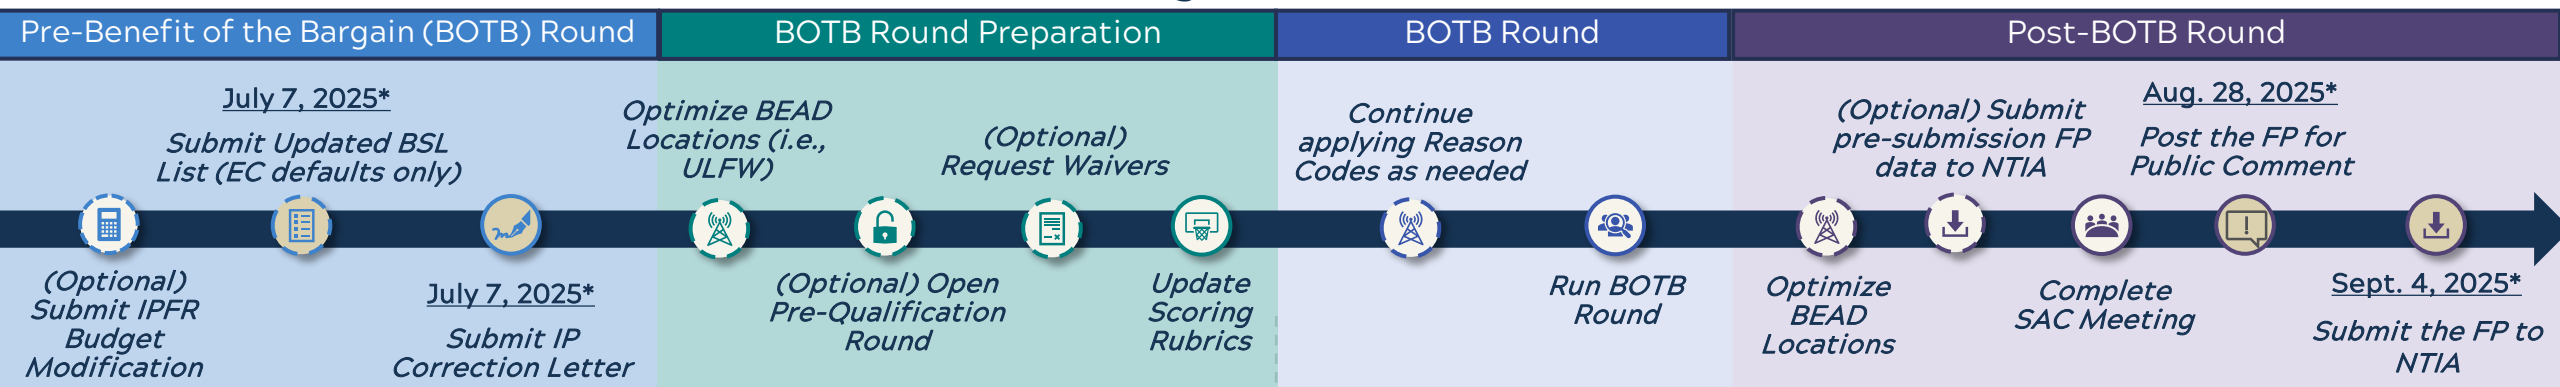 Pre-Benefit of the Bargain (BOTB) Round
BOTB Round Preparation
BOTB Round
Post-BOTB Round
(Optional)
Submit IPFR
Budget
Modification
July 7, 2025*
Submit Updated BSL
List (EC defaults only)
July 7, 2025*
Submit IP
Correction Letter
Optimize BEAD
Locations (i.e.,
ULFW)
(Optional) Open
Pre-Qualification
Round
(Optional)
Request Waivers
Update
Scoring
Rubrics
Continue
applying Reason
Codes as needed
Run BOTB
Round
Optimize
BEAD
Locations
(Optional) Submit
pre-submission FP
data to NTIA
Complete
SAC Meeting
Aug. 28, 2025*
Post the FP for
Public Comment
Sept. 4, 2025*
Submit the FP to
NTIA